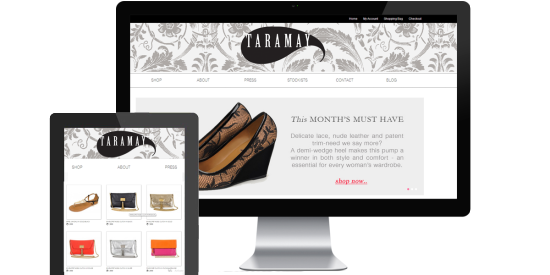 Home My Account Shopping Bag Checkout
TARAMAY
SHOP ABOUT PRESS STOCKISTS CONTACT BLOG
This MONTH'S MUST HAVE
Delicate lace, nude leather and patent
trim-need we say more?
A demi-wedge heel makes this pump a
winner in both style and comfort - an
essential for every woman's wardrobe.
shop now..
TARAMAY
SHOP ABOUT PRESS